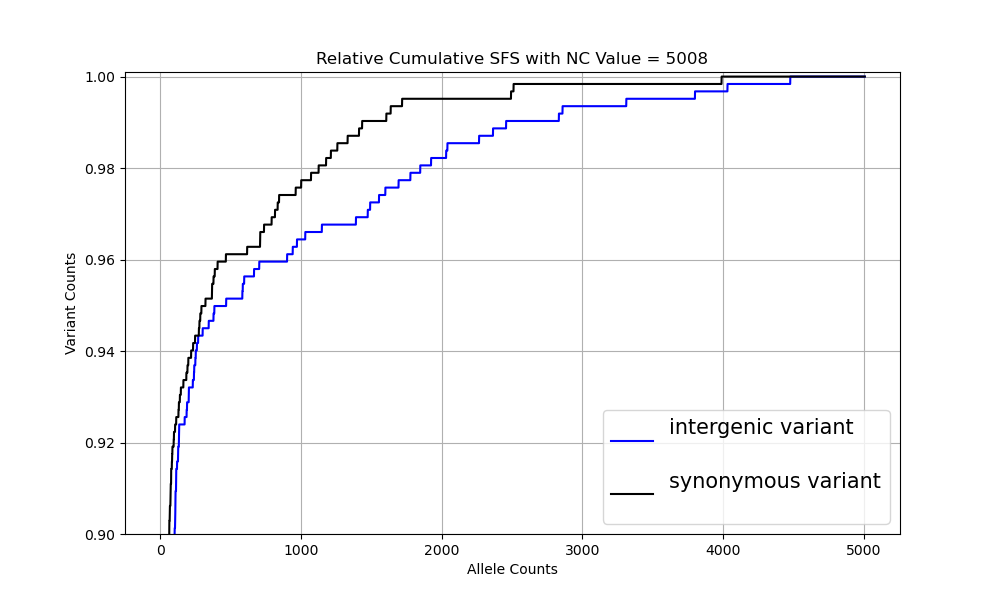 Relative Cumulative SFS with NC Value = 5008
1.00
0.98
0.96
0.94
0.92
0.90
Variant Counts
intergenic variant
synonymous variant
0 1000 2000 3000 4000 5000
Allele Counts